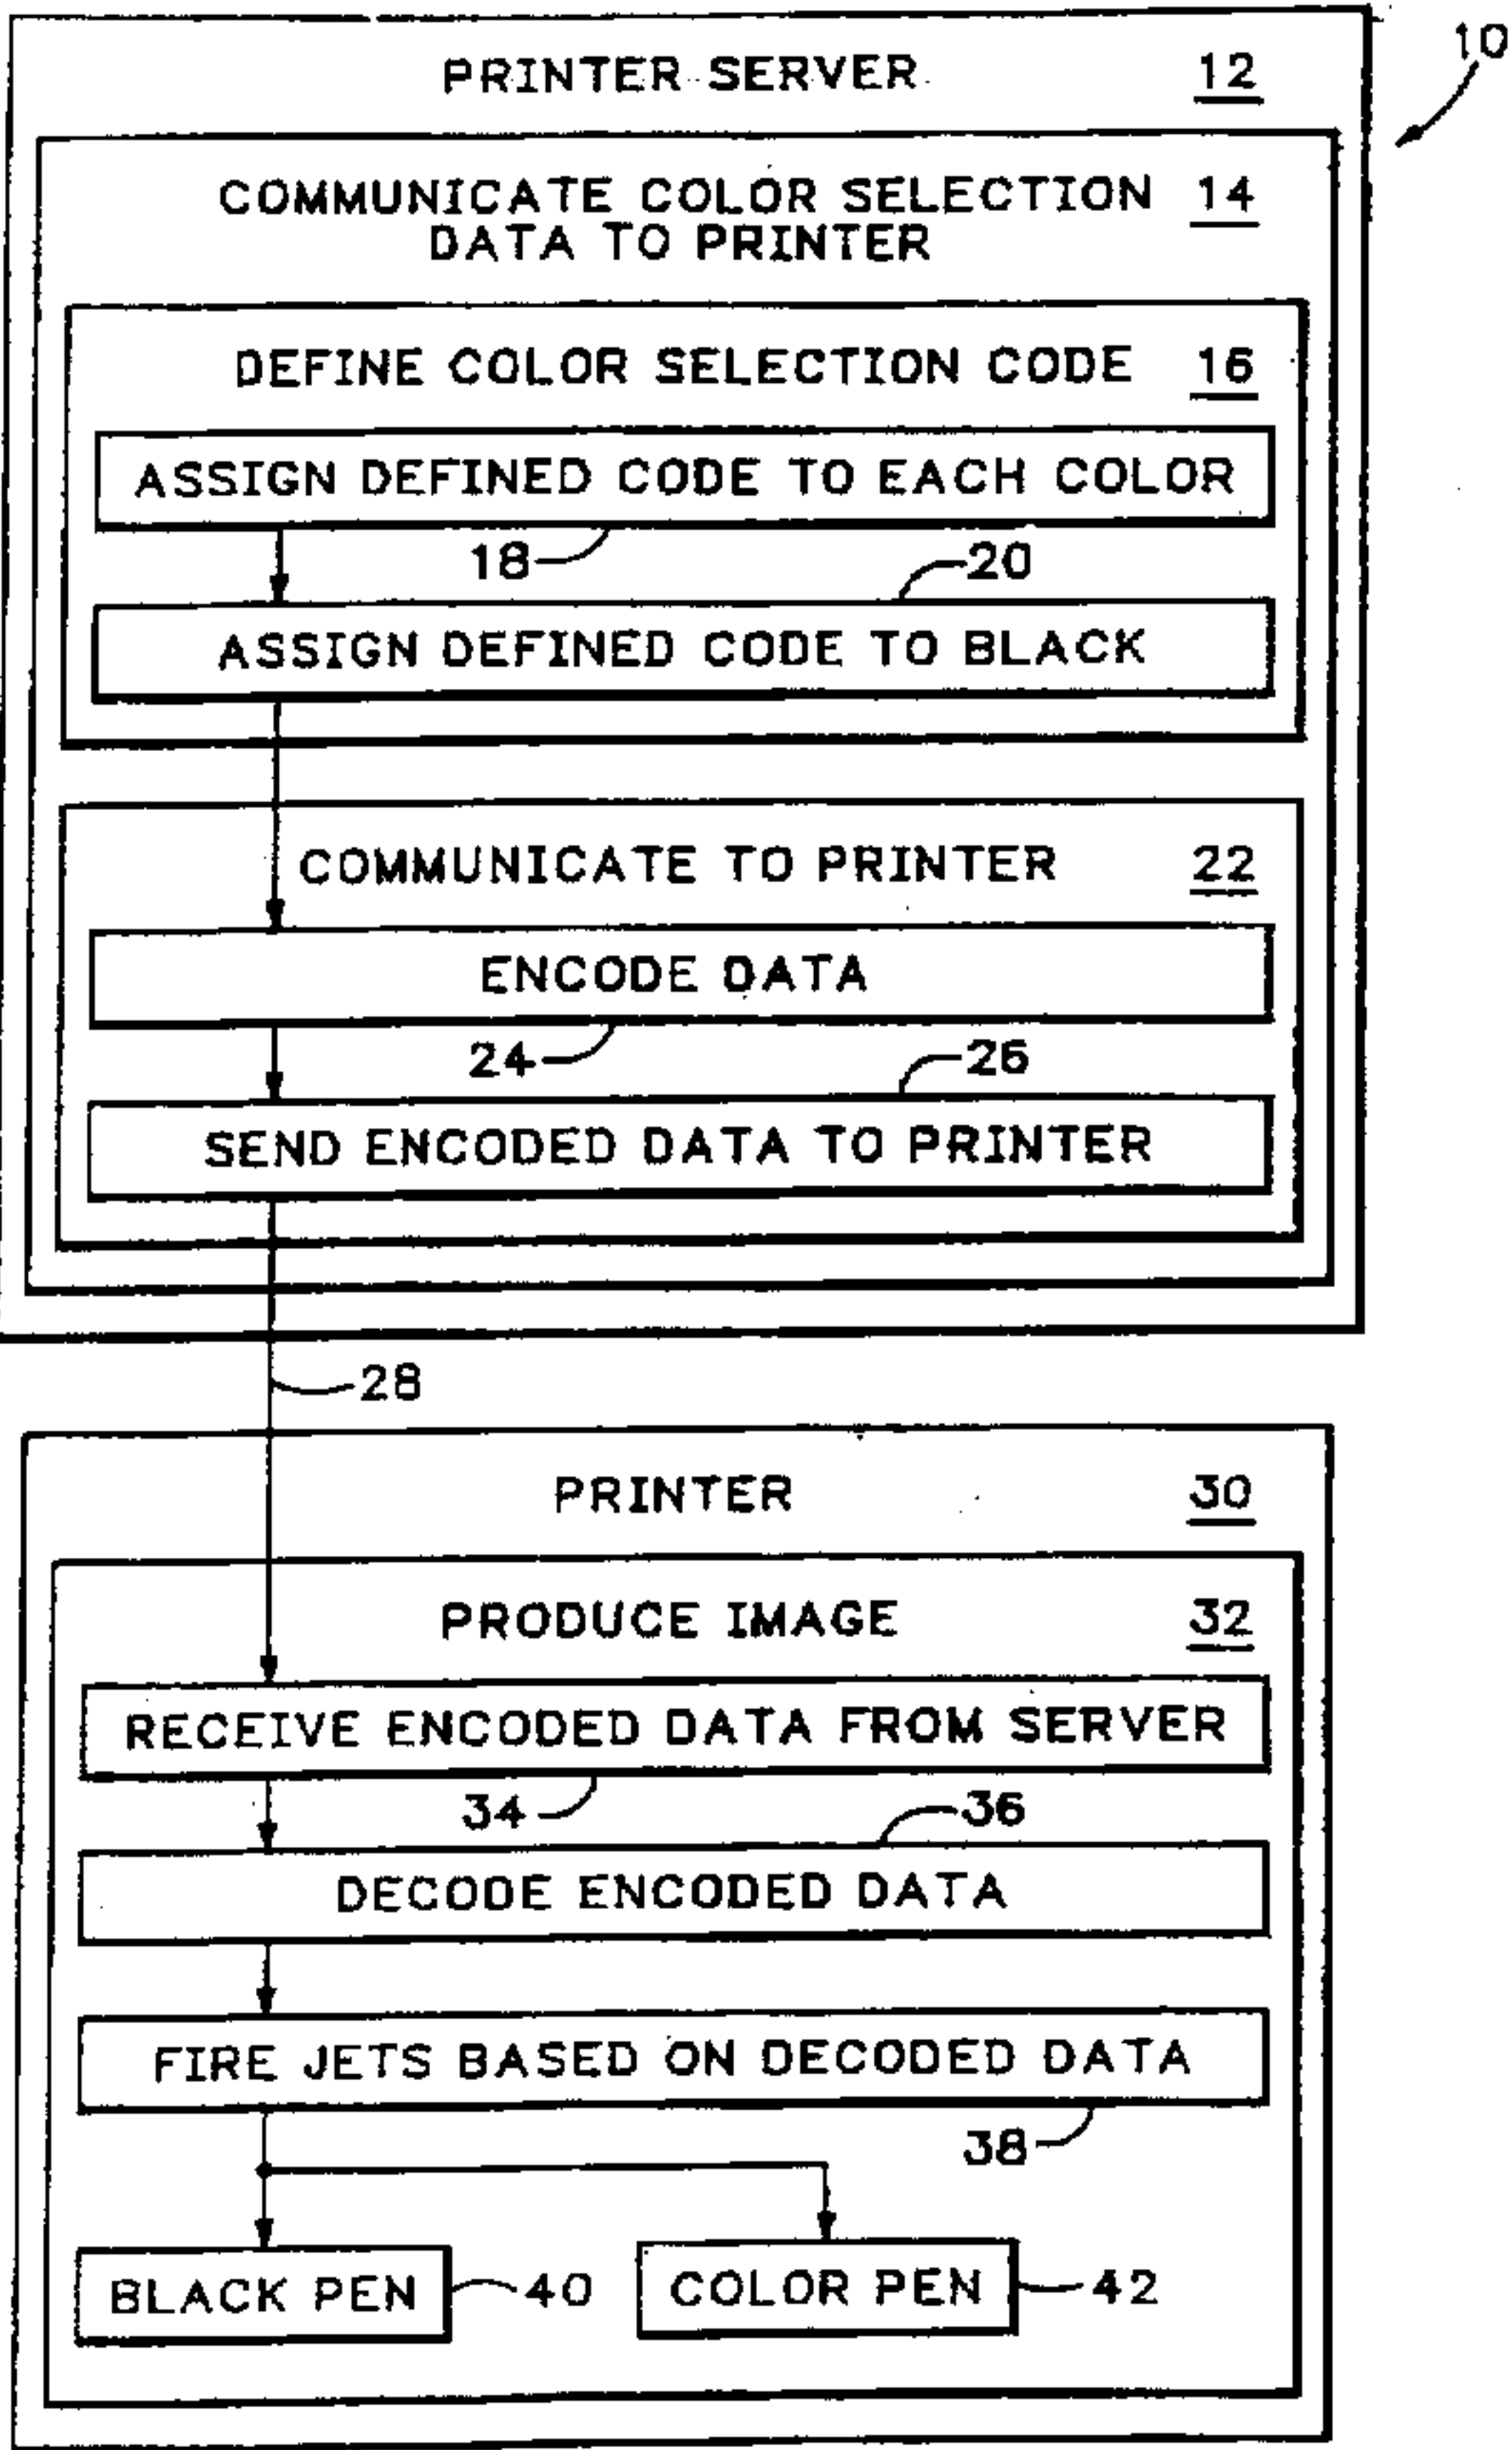 10
PRINTER SERVER 12
COMMUNICATE COLOR SELECTION 14
DATA TO PRINTER
DEFINE COLOR SELECTION CODE 16
ASSIGN DEFINED CODE TO EACH COLOR
18 20
ASSIGN DEFINED CODE TO BLACK
COMMUNICATE TO PRINTER 22
ENCODE DATA
24 26
SEND ENCODED DATA TO PRINTER
28
PRINTER 30
PRODUCE IMAGE 32
RECEIVE ENCODED DATA FROM SERVER
34 36
DECODE ENCODED DATA
FIRE JETS BASED ON DECODED DATA
38
BLACK PEN 40 COLOR PEN 42